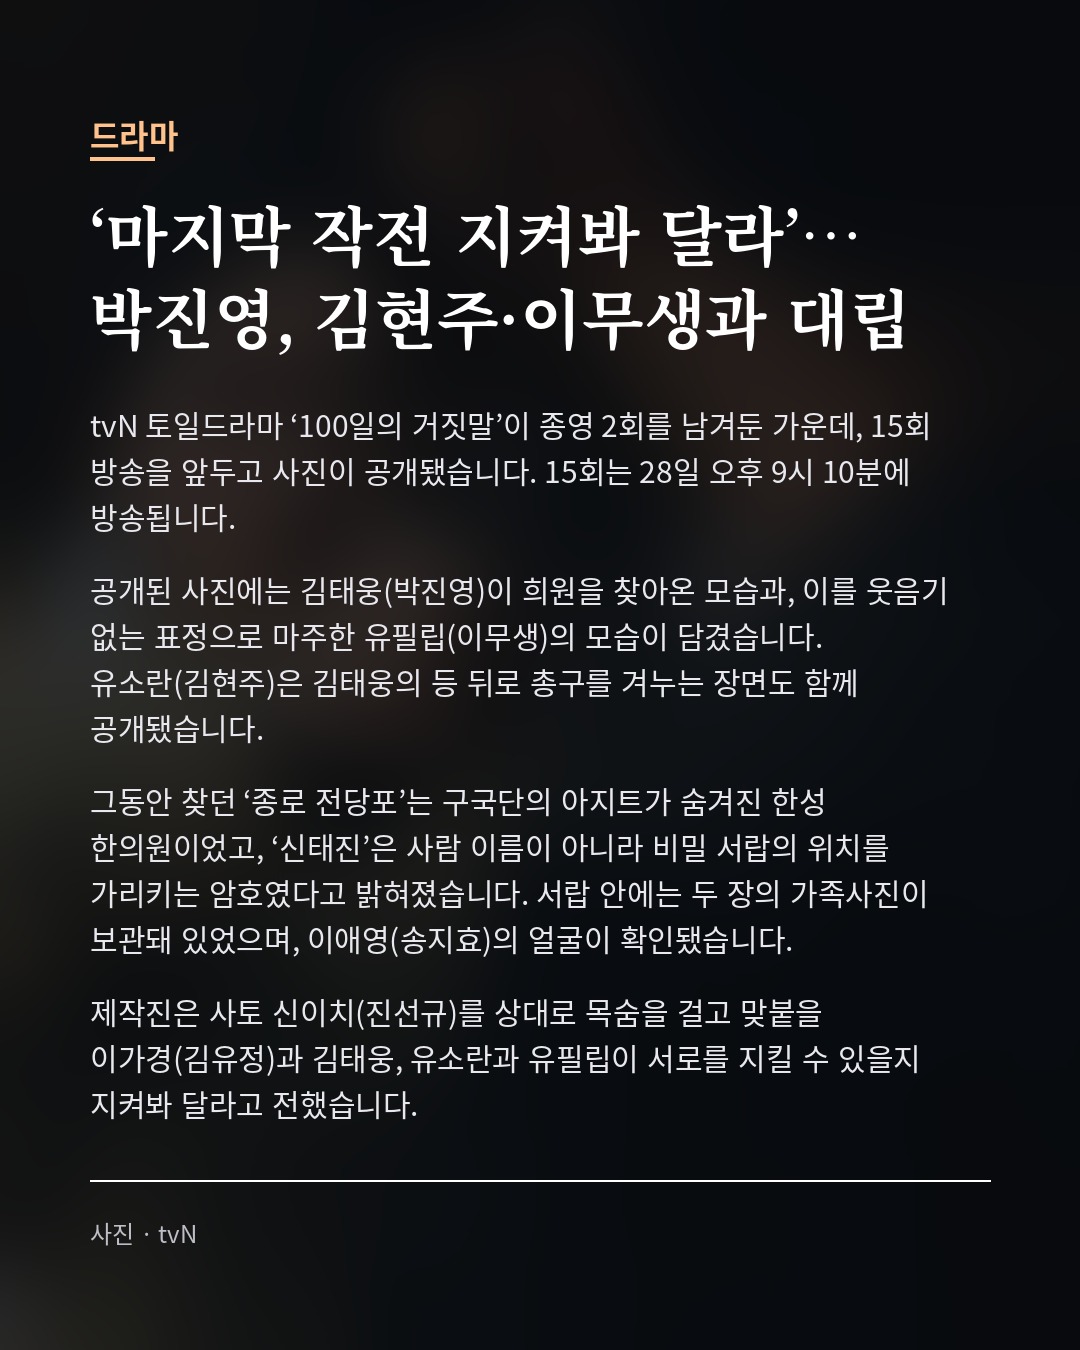 드라마
‘마지막 작전 지켜봐 달라’…
박진영, 김현주·이무생과 대립
tvN 토일드라마 ‘100일의 거짓말’이 종영 2회를 남겨둔 가운데, 15회
방송을 앞두고 사진이 공개됐습니다. 15회는 28일 오후 9시 10분에
방송됩니다.
공개된 사진에는 김태웅(박진영)이 희원을 찾아온 모습과, 이를 웃음기
없는 표정으로 마주한 유필립(이무생)의 모습이 담겼습니다.
유소란(김현주)은 김태웅의 등 뒤로 총구를 겨누는 장면도 함께
공개됐습니다.
그동안 찾던 ‘종로 전당포’는 구국단의 아지트가 숨겨진 한성
한의원이었고, ‘신태진’은 사람 이름이 아니라 비밀 서랍의 위치를
가리키는 암호였다고 밝혀졌습니다. 서랍 안에는 두 장의 가족사진이
보관돼 있었으며, 이애영(송지효)의 얼굴이 확인됐습니다.
제작진은 사토 신이치(진선규)를 상대로 목숨을 걸고 맞붙을
이가경(김유정)과 김태웅, 유소란과 유필립이 서로를 지킬 수 있을지
지켜봐 달라고 전했습니다.
사진 · tvN